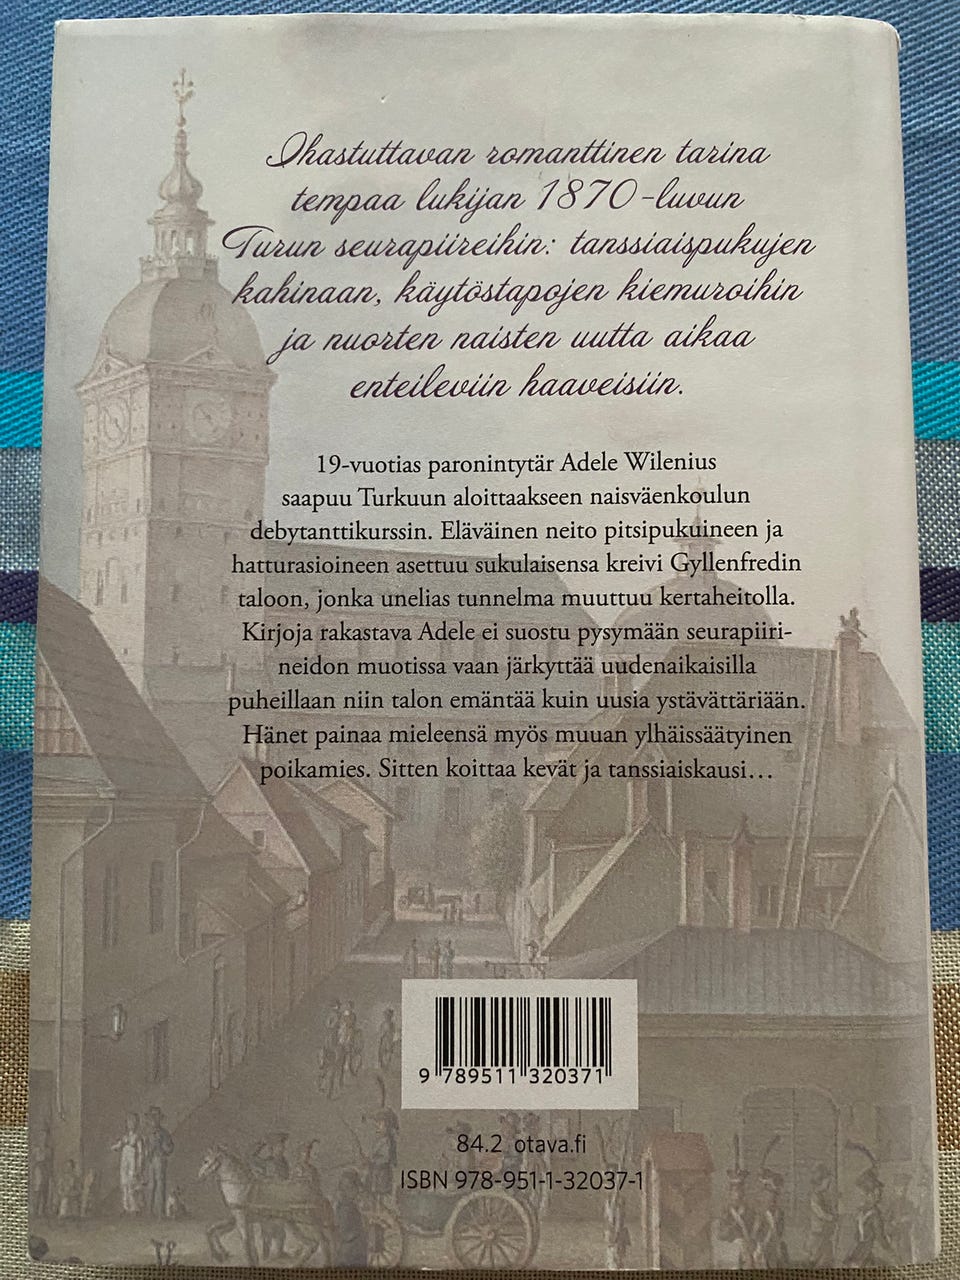 Ihastuttavan romanttinen tarina
tempaa lukijan 1870-luvun
Turun seurapiireihin: tanssiaispukujen
kahinaan, käytöstapojen kiemuroihin
ja nuorten naisten uutta aikaa
enteileviin haaveisiin.
19-vuotias paronintytär Adele Wilenius
saapuu Turkuun aloittaakseen naisväenkoulun
debytanttikurssin. Eläväinen neito pitsipukuineen ja
hatturasioineen asettuu sukulaisensa kreivi Gyllenfredin
taloon, jonka unelias tunnelma muuttuu kertaheitolla.
Kirjoja rakastava Adele ei suostu pysymään seurapiiri-
neidon muotissa vaan järkyttää uudenaikaisilla
puheillaan niin talon emäntää kuin uusia ystävättäriään.
Hänet painaa mieleensä myös muuan ylhäissäätyinen
poikamies. Sitten koittaa kevät ja tanssiaiskausi...
9 789511 320371
84.2 otava.fi
ISBN 978-951-1-32037-1